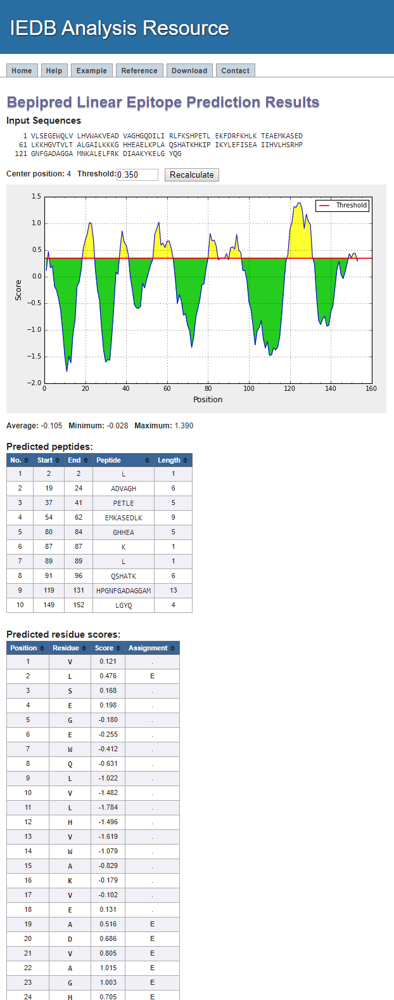 IEDB Analysis Resource
Home Help Example Reference Download Contact
Bepipred Linear Epitope Prediction Results
Input Sequences
1 VLSEGEWQLV LHVWAKVEAD VAGHGQDILI RLFKSHPETL EKFDRFKHLK TEAEMKASED
61 LKKHGVTVLT ALGAILKKKG HHEAELKPLA QSHATKHKIP IKYLEFISEA IIHVLHSRHP
121 GNFGADAGGA MNKALELFRK DIAAKYKELG YQG
Center position: 4 Threshold: 0.350 Recalculate
1.5
1.0
0.5
0.0
−0.5
−1.0
−1.5
−2.0
Score
Threshold
0 20 40 60 80 100 120 140 160
Position
Average: -0.105 Minimum: -0.028 Maximum: 1.390
Predicted peptides:
No. Start End Peptide Length
1 2 2 L 1
2 19 24 ADVAGH 6
3 37 41 PETLE 5
4 54 62 EMKASEDLK 9
5 80 84 GHHEA 5
6 87 87 K 1
7 89 89 L 1
8 91 96 QSHATK 6
9 119 131 HPGNFGADAGGAM 13
10 149 152 LGYQ 4
Predicted residue scores:
Position Residue Score Assignment
1 V 0.121 .
2 L 0.476 E
3 S 0.168 .
4 E 0.198 .
5 G -0.180 .
6 E -0.255 .
7 W -0.412 .
8 Q -0.631 .
9 L -1.022 .
10 V -1.482 .
11 L -1.784 .
12 H -1.496 .
13 V -1.619 .
14 W -1.079 .
15 A -0.829 .
16 K -0.179 .
17 V -0.102 .
18 E 0.131 .
19 A 0.516 E
20 D 0.686 E
21 V 0.805 E
22 A 1.015 E
23 G 1.003 E
24 H 0.705 E